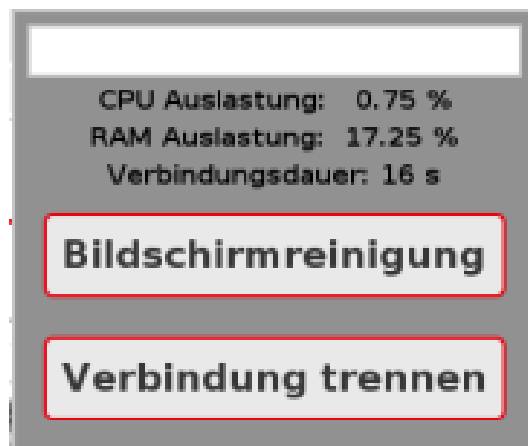 CPU Auslastung: 0.75 %
RAM Auslastung: 17.25 %
Verbindungsdauer: 16 s
Bildschirmreinigung
Verbindung trennen